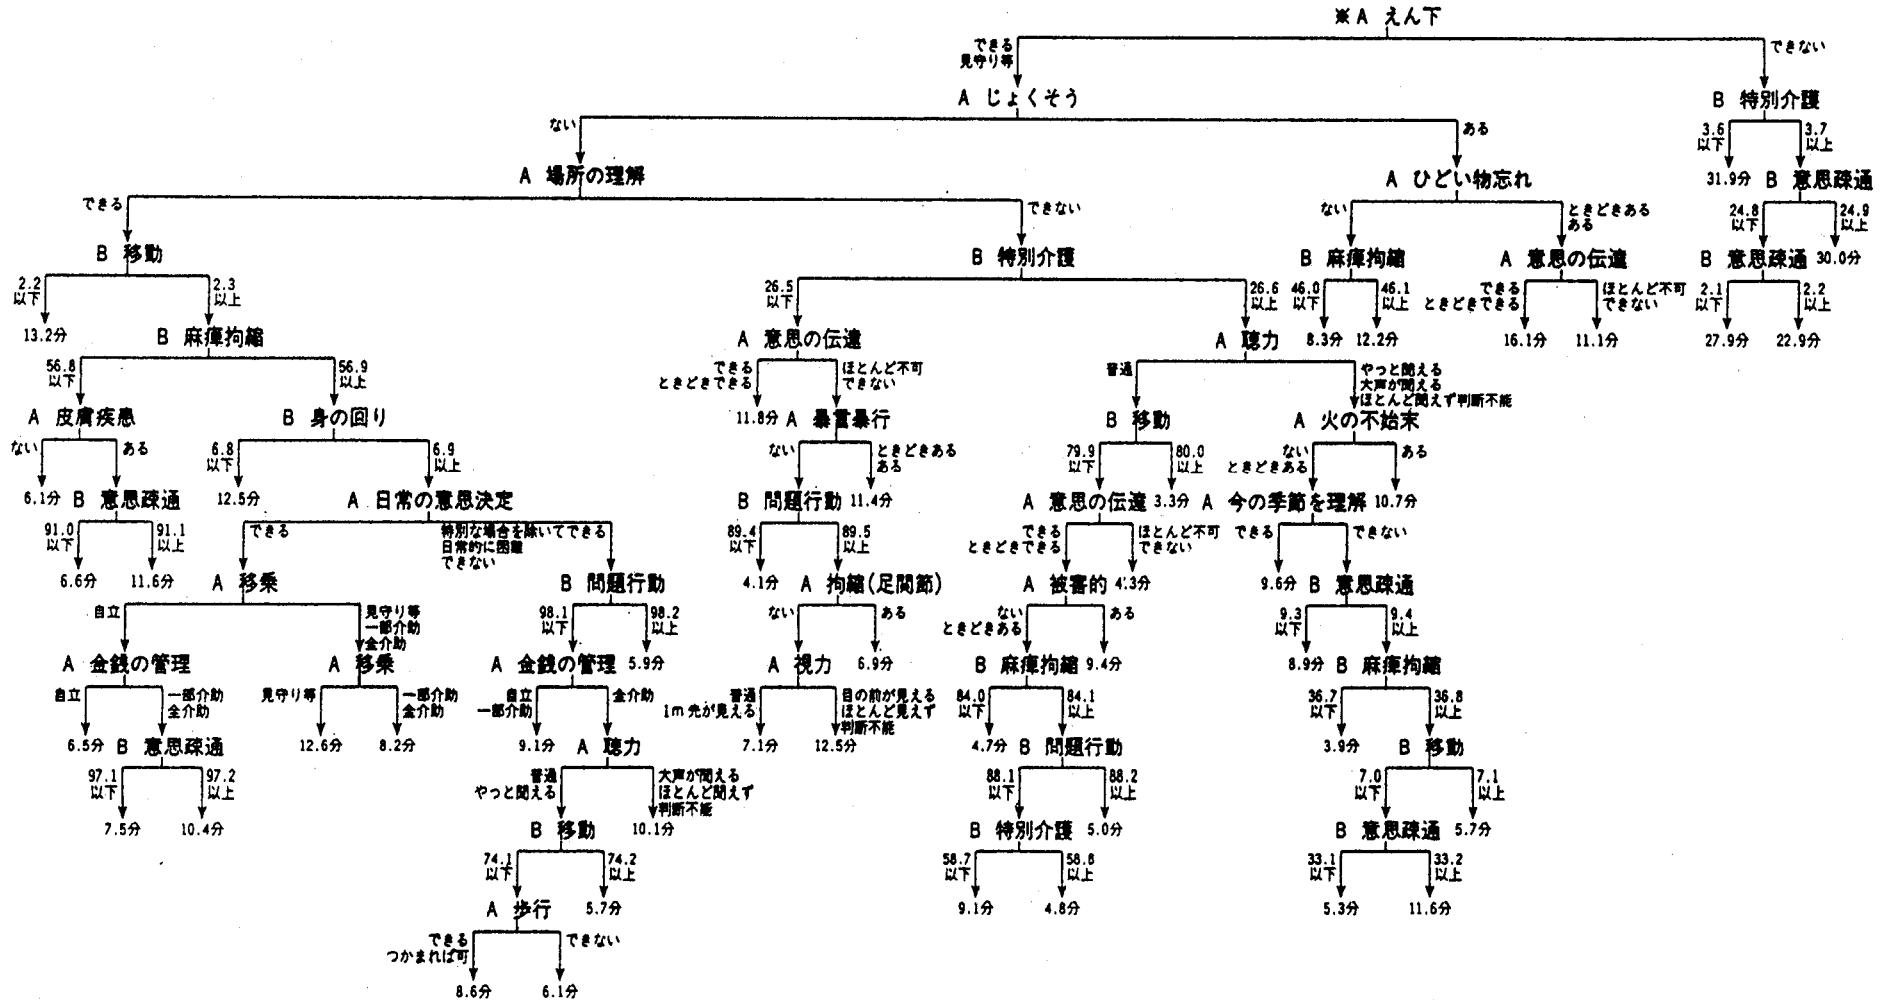 ※A えん下
できる
見守り等
できない
A じょくそう
B 特別介護
ない
ある
3.6
以下
3.7
以上
A 場所の理解
A ひどい物忘れ
31.9分
B 意思疎通
できる
できない
ない
ときどきある
ある
24.8
以下
24.9
以上
B 移動
B 特別介護
B 麻痺拘縮
A 意思の伝達
B 意思疎通
30.0分
2.2
以下
2.3
以上
26.5
以下
26.6
以上
46.0
以下
46.1
以上
できる
ときどきできる
ほとんど不可
できない
2.1
以下
2.2
以上
13.2分
B 麻痺拘縮
A 意思の伝達
A 聴力
8.3分
12.2分
16.1分
11.1分
27.9分
22.9分
56.8
以下
56.9
以上
できる
ときどきできる
ほとんど不可
できない
普通
やっと聞える
大声が聞える
ほとんど聞えず判断不能
A 皮膚疾患
B 身の回り
11.8分
A 暴言暴行
B 移動
A 火の不始末
ない
ある
6.8
以下
6.9
以上
ない
ときどきある
ある
79.9
以下
80.0
以上
ない
ときどきある
ある
6.1分
B 意思疎通
12.5分
A 日常の意思決定
B 問題行動
11.4分
A 意思の伝達
3.3分
A 今の季節を理解
10.7分
91.0
以下
91.1
以上
できる
特別な場合を除いてできる
日常的に困難
できない
89.4
以下
89.5
以上
できる
ときどきできる
ほとんど不可
できない
できる
できない
6.6分
11.6分
A 移乗
B 問題行動
4.1分
A 拘縮(足関節)
A 被害的
4.3分
9.6分
B 意思疎通
自立
見守り等
一部介助
全介助
98.1
以下
98.2
以上
ない
ある
ない
ときどきある
ある
9.3
以下
9.4
以上
A 金銭の管理
A 移乗
A 金銭の管理
5.9分
A 視力
6.9分
B 麻痺拘縮
9.4分
8.9分
B 麻痺拘縮
自立
一部介助
全介助
見守り等
一部介助
全介助
自立
一部介助
全介助
普通
1m先が見える
目の前が見える
ほとんど見えず
判断不能
84.0
以下
84.1
以上
36.7
以下
36.8
以上
6.5分
B 意思疎通
12.6分
8.2分
9.1分
A 聴力
7.1分
12.5分
4.7分
B 問題行動
3.9分
B 移動
97.1
以下
97.2
以上
普通
やっと聞える
大声が聞える
ほとんど聞えず
判断不能
88.1
以下
88.2
以上
7.0
以下
7.1
以上
7.5分
10.4分
B 移動
10.1分
B 特別介護
5.0分
B 意思疎通
5.7分
74.1
以下
74.2
以上
58.7
以下
58.8
以上
33.1
以下
33.2
以上
A 歩行
5.7分
9.1分
4.8分
5.3分
11.6分
できる
つかまれば可
できない
8.6分
6.1分